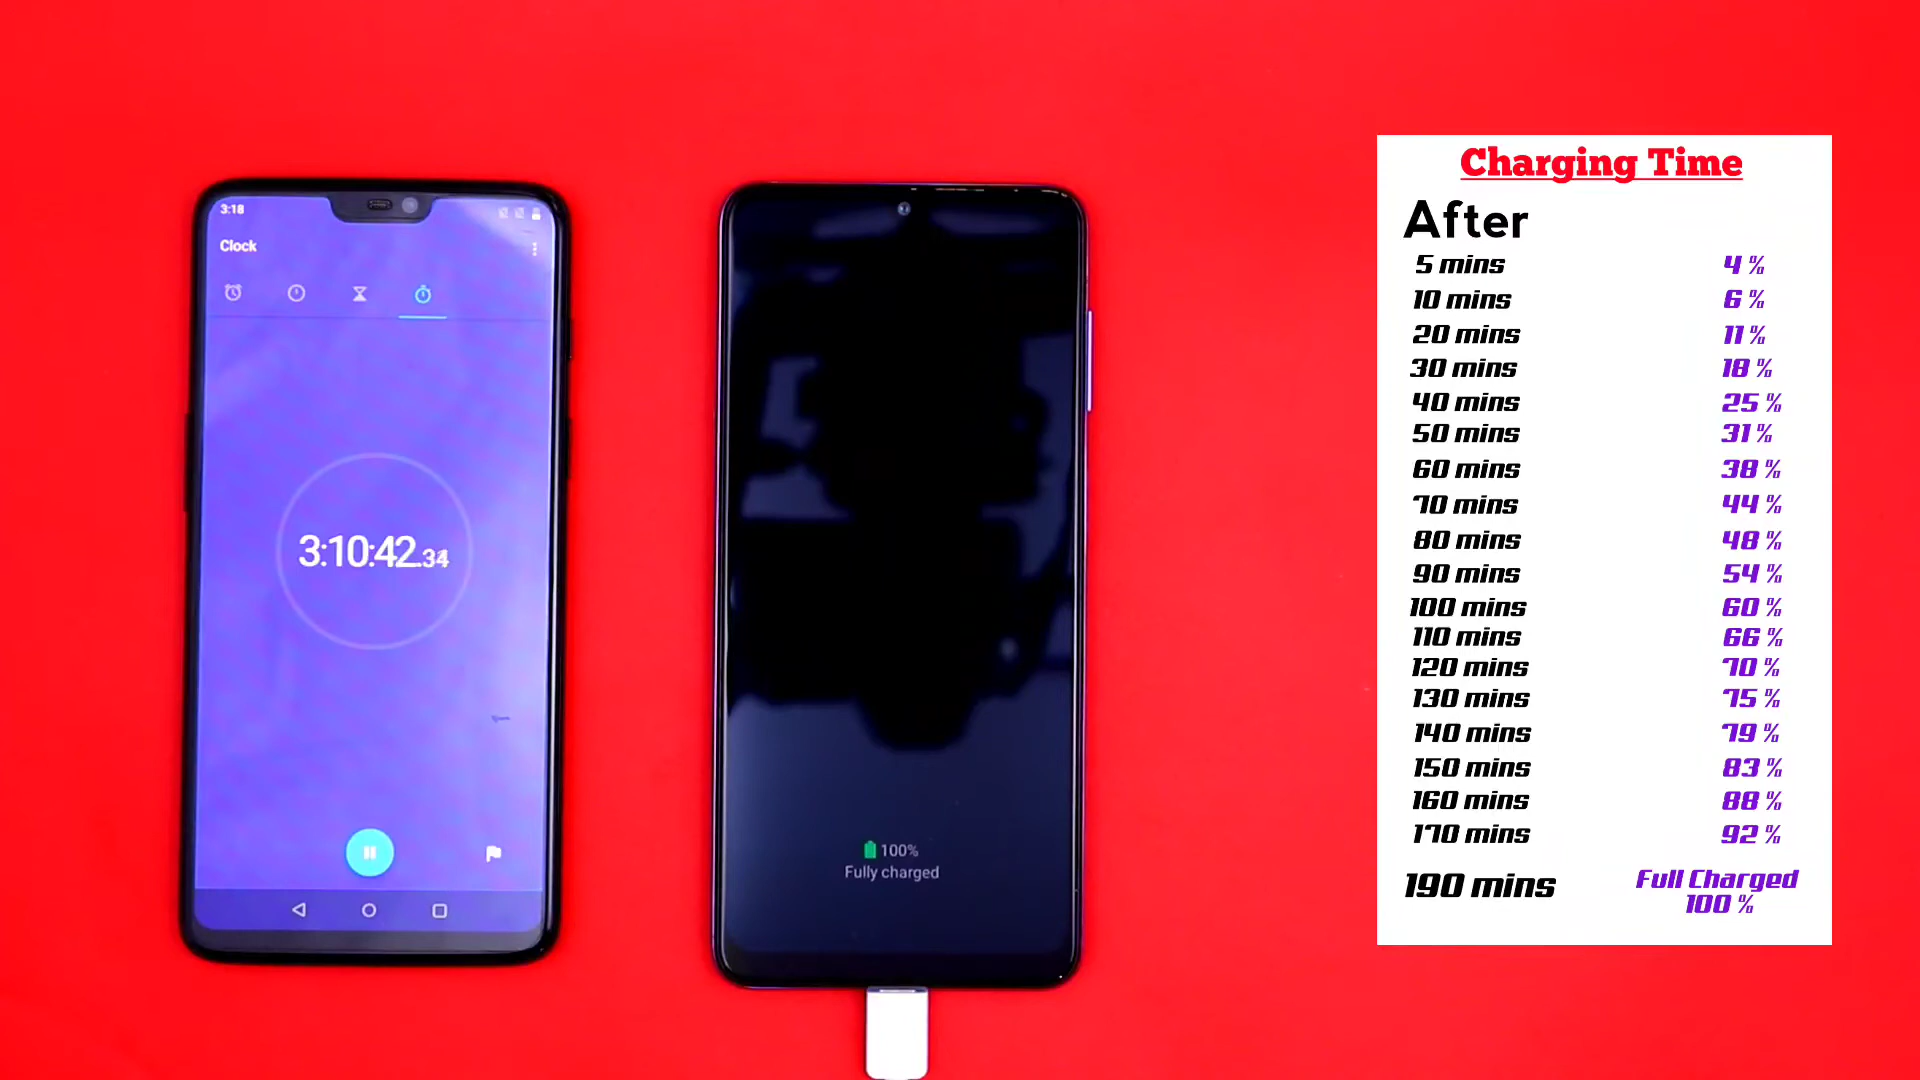 3:18
Clock
3:10:42.34
100%
Fully charged
Charging Time
After
5 mins 4 %
10 mins 6 %
20 mins 11 %
30 mins 18 %
40 mins 25 %
50 mins 31 %
60 mins 38 %
70 mins 44 %
80 mins 48 %
90 mins 54 %
100 mins 60 %
110 mins 66 %
120 mins 70 %
130 mins 75 %
140 mins 79 %
150 mins 83 %
160 mins 88 %
170 mins 92 %
190 mins Full Charged
100 %